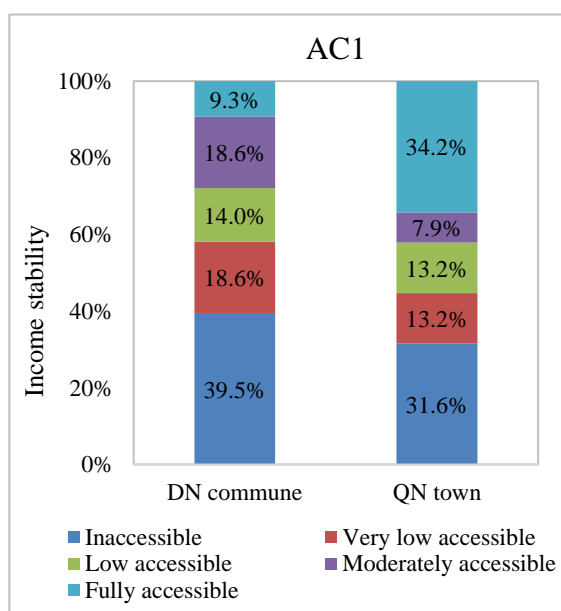 AC1
100%
80%
60%
40%
20%
0%
Income stability
9.3%
18.6%
14.0%
18.6%
39.5%
34.2%
7.9%
13.2%
13.2%
31.6%
DN commune QN town
Inaccessible Very low accessible
Low accessible Moderately accessible
Fully accessible